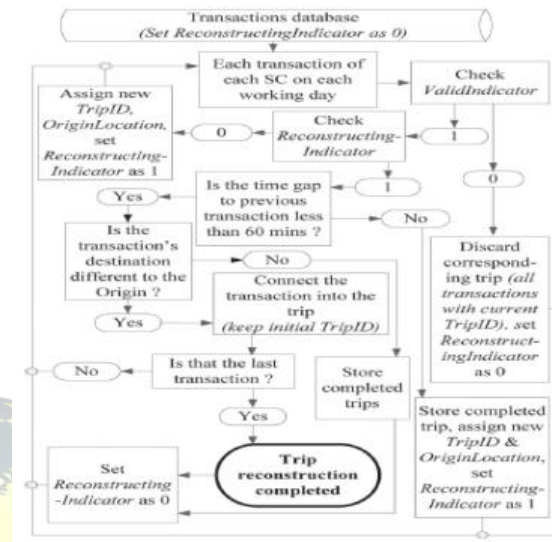 Transactions database
(Set ReconstructingIndicator as 0)
Each transaction of
each SC on each
working day
Check
ValidIndicator
Assign new
TripID,
OriginLocation,
set
Reconstructing-
Indicator as 1
0
Check
Reconstructing-
Indicator
1
0
Yes
Is the time gap
to previous
transaction less
than 60 mins ?
1
No
Is the
transaction's
destination
different to the
Origin ?
No
Discard
correspond-
ing trip (all
transactions
with current
TripID), set
Reconstruct-
ingIndicator
as 0
Yes
Connect the
transaction into the
trip
(keep initial TripID)
No
Is that the last
transaction ?
Store
completed
trips
Yes
Store completed
trip, assign new
TripID &
OriginLocation,
set
Reconstructing-
Indicator as 1
Set
Reconstructing
-Indicator as 0
Trip
reconstruction
completed